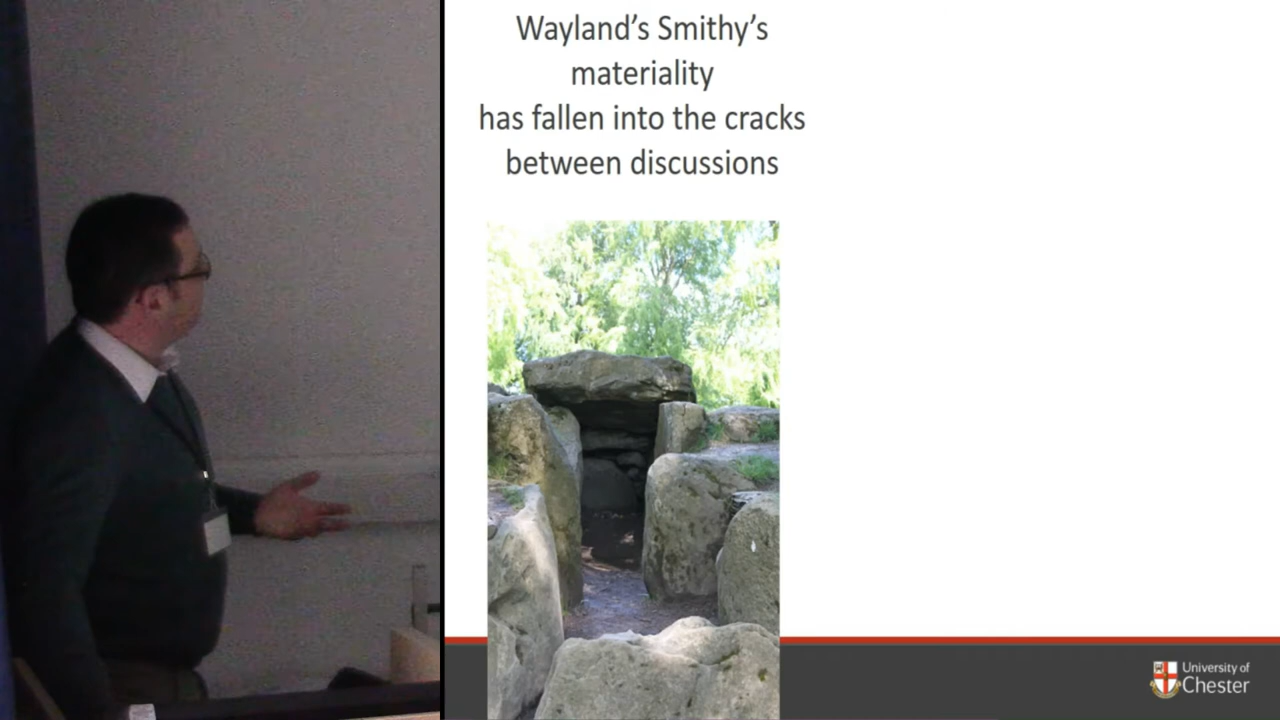 Wayland’s Smithy’s
materiality
has fallen into the cracks
between discussions
University of
Chester